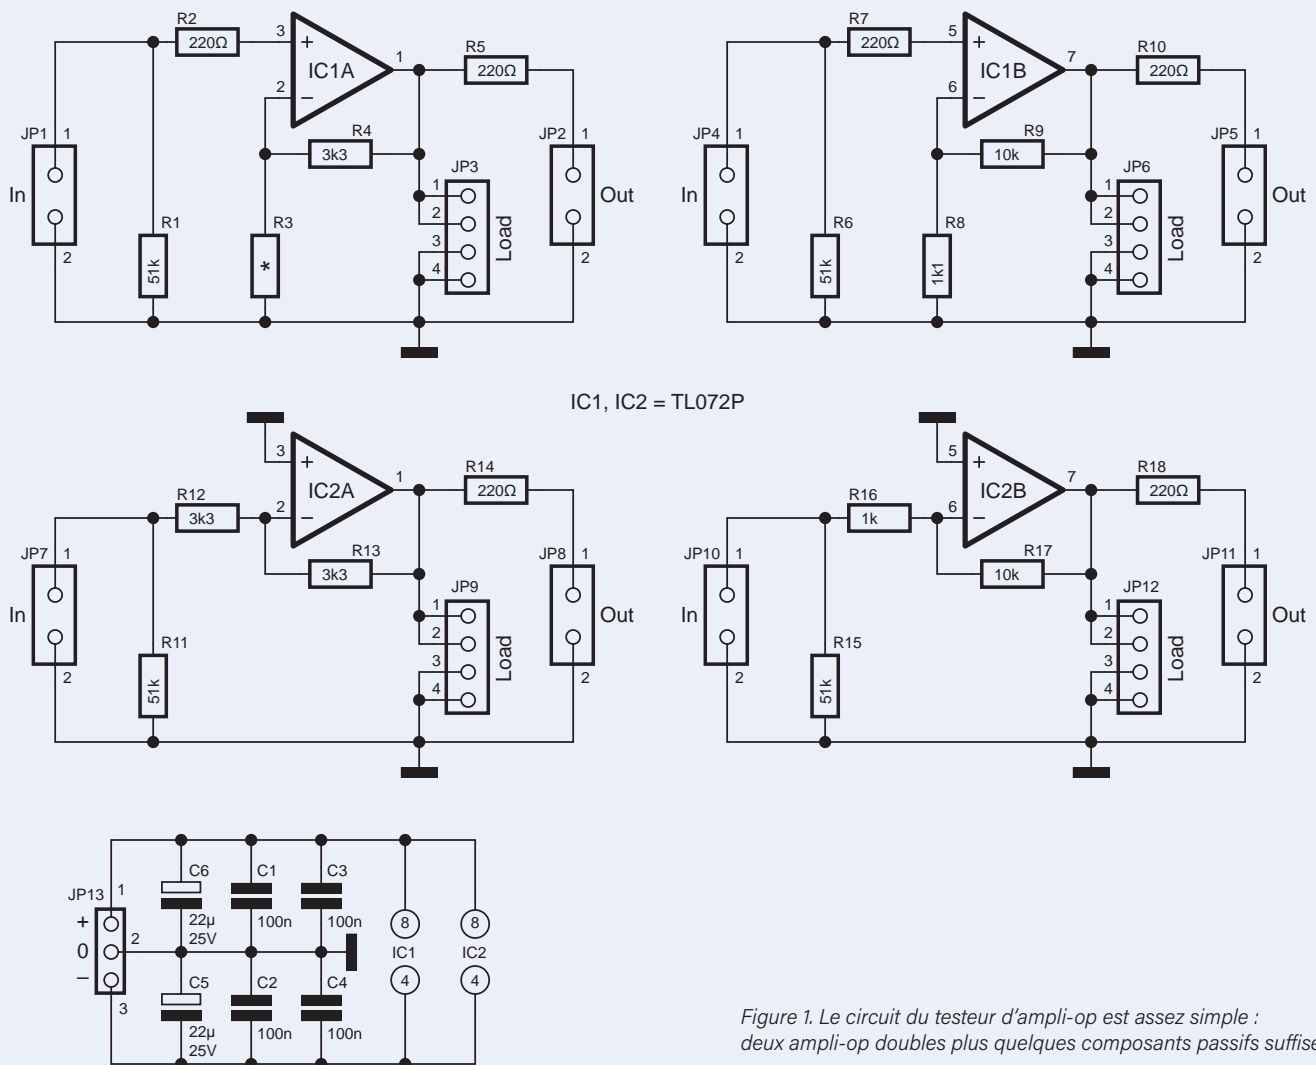 R2
220Ω
3
+
IC1A
1
2
−
R5
220Ω
R4
3k3
JP1
1
In
2
R1
51k
R3
*
JP3
1
2
3
4
Load
JP2
1
Out
2
R7
220Ω
5
+
IC1B
7
6
−
R10
220Ω
R9
10k
JP4
1
In
2
R6
51k
R8
1k1
JP6
1
2
3
4
Load
JP5
1
Out
2
IC1, IC2 = TL072P
3
+
IC2A
1
2
−
R12
3k3
R14
220Ω
R13
3k3
JP7
1
In
2
R11
51k
JP9
1
2
3
4
Load
JP8
1
Out
2
5
+
IC2B
7
6
−
R16
1k
R18
220Ω
R17
10k
JP10
1
In
2
R15
51k
JP12
1
2
3
4
Load
JP11
1
Out
2
JP13
1
+
0
−
2
3
C6
22µ
25V
C1
100n
C3
100n
C5
22µ
25V
C2
100n
C4
100n
8
IC1
4
8
IC2
4
Figure 1. Le circuit du testeur d'ampli-op est assez simple :
deux ampli-op doubles plus quelques composants passifs suffise